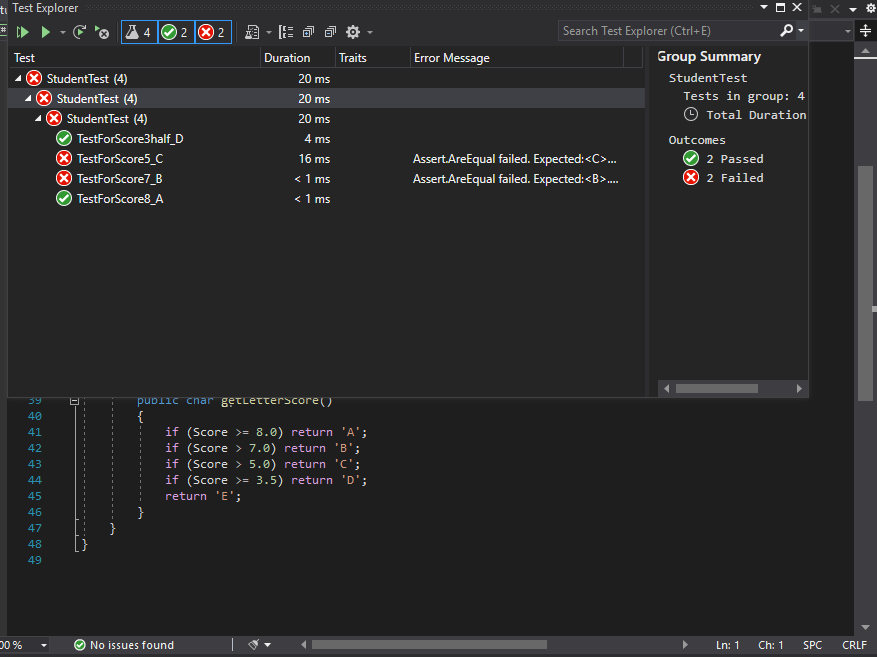 Test Explorer
4 2 2
Search Test Explorer (Ctrl+E)
Test Duration Traits Error Message
StudentTest (4) 20 ms
StudentTest (4) 20 ms
StudentTest (4) 20 ms
TestForScore3half_D 4 ms
TestForScore5_C 16 ms Assert.AreEqual failed. Expected:<C>...
TestForScore7_B < 1 ms Assert.AreEqual failed. Expected:<B>....
TestForScore8_A < 1 ms
Group Summary
StudentTest
Tests in group: 4
Total Duration
Outcomes
2 Passed
2 Failed
39 public char getLetterScore()
40 {
41 if (Score >= 8.0) return 'A';
42 if (Score > 7.0) return 'B';
43 if (Score > 5.0) return 'C';
44 if (Score >= 3.5) return 'D';
45 return 'E';
46 }
47 }
48 }
49
00 % No issues found Ln: 1 Ch: 1 SPC CRLF